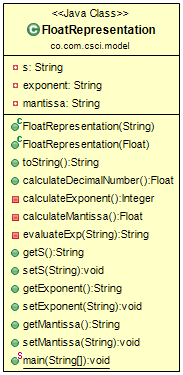 <<Java Class>>
FloatRepresentation
co.com.csci.model
s: String
exponent: String
mantissa: String
FloatRepresentation(String)
FloatRepresentation(Float)
toString():String
calculateDecimalNumber():Float
calculateExponent():Integer
calculateMantissa():Float
evaluateExp(String):String
getS():String
setS(String):void
getExponent():String
setExponent(String):void
getMantissa():String
setMantissa(String):void
main(String[]):void